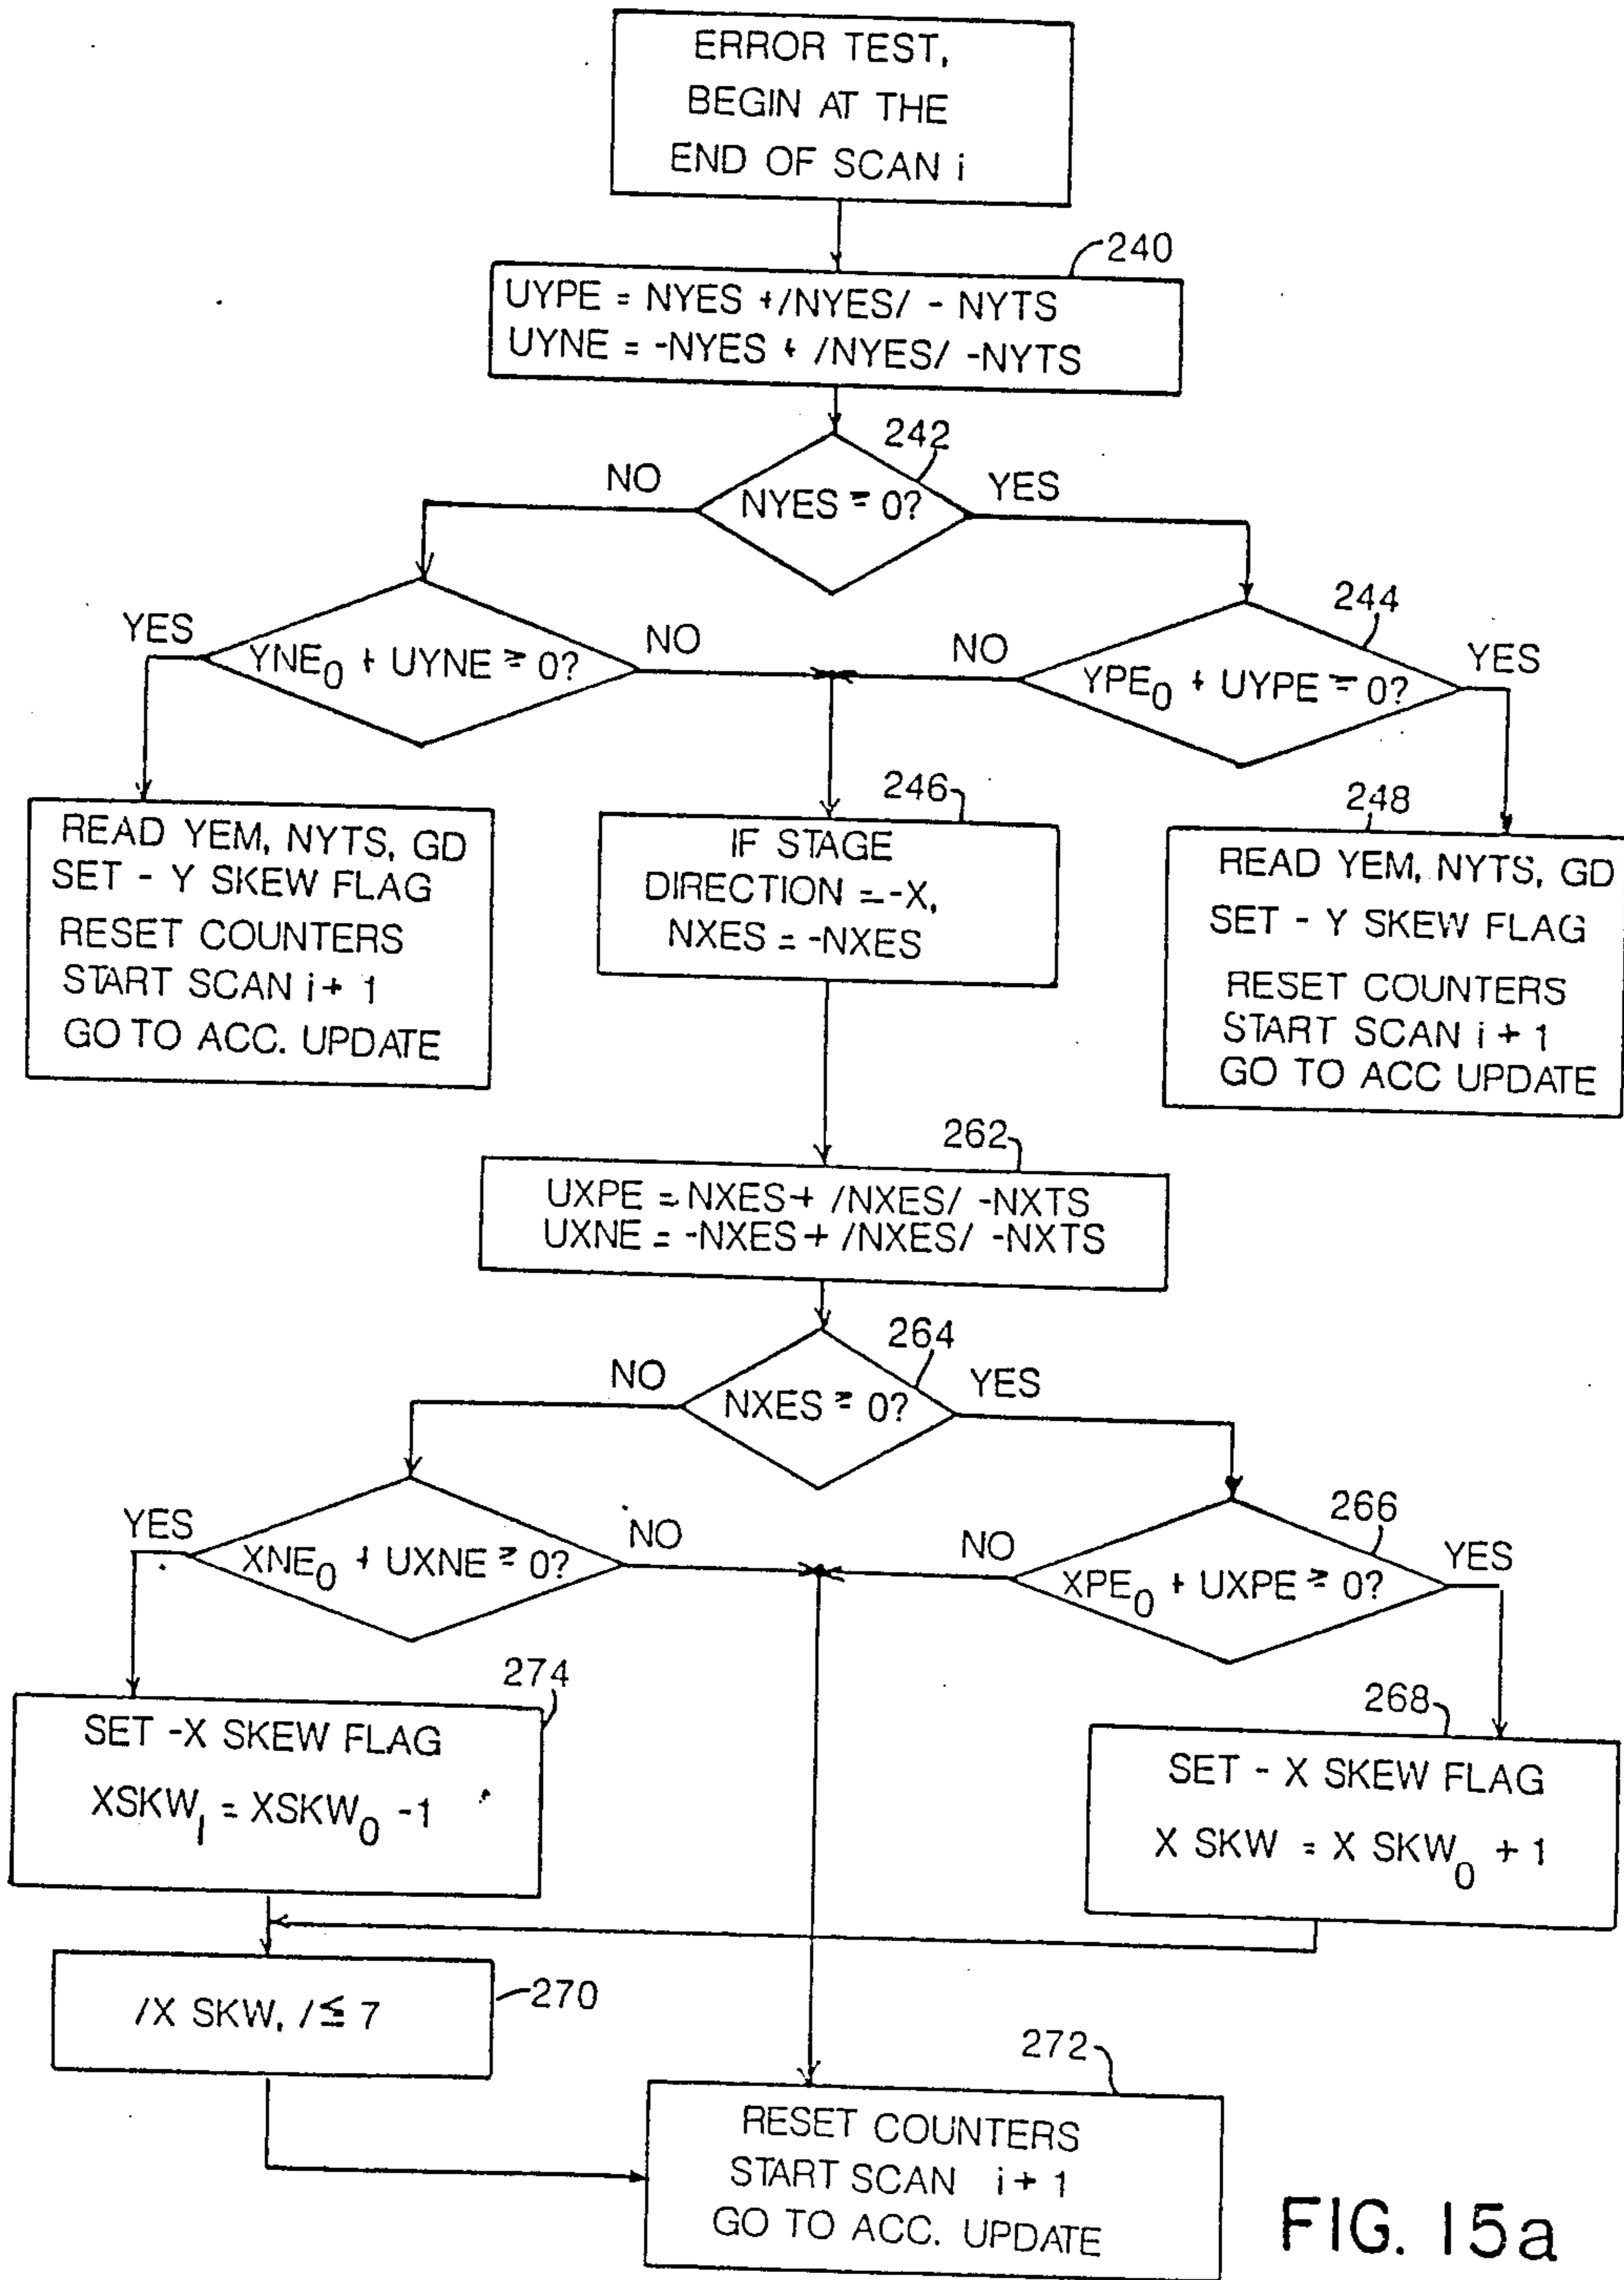 ERROR TEST,
BEGIN AT THE
END OF SCAN i
240
UYPE = NYES +/NYES/ - NYTS
UYNE = -NYES + /NYES/ -NYTS
242
NO
NYES ≥ 0?
YES
244
YES
YNE0 + UYNE ≥ 0?
NO
NO
YPE0 + UYPE ≥ 0?
YES
READ YEM, NYTS, GD
SET - Y SKEW FLAG
RESET COUNTERS
START SCAN i + 1
GO TO ACC. UPDATE
246
IF STAGE
DIRECTION = -X,
NXES = -NXES
248
READ YEM, NYTS, GD
SET - Y SKEW FLAG
RESET COUNTERS
START SCAN i + 1
GO TO ACC UPDATE
262
UXPE = NXES + /NXES/ -NXTS
UXNE = -NXES + /NXES/ -NXTS
264
NO
NXES ≥ 0?
YES
266
YES
XNE0 + UXNE ≥ 0?
NO
NO
XPE0 + UXPE ≥ 0?
YES
274
SET -X SKEW FLAG
XSKW1 = XSKW0 -1
268
SET - X SKEW FLAG
X SKW = X SKW0 + 1
/X SKW, / ≤ 7
270
272
RESET COUNTERS
START SCAN i + 1
GO TO ACC. UPDATE
FIG. 15a